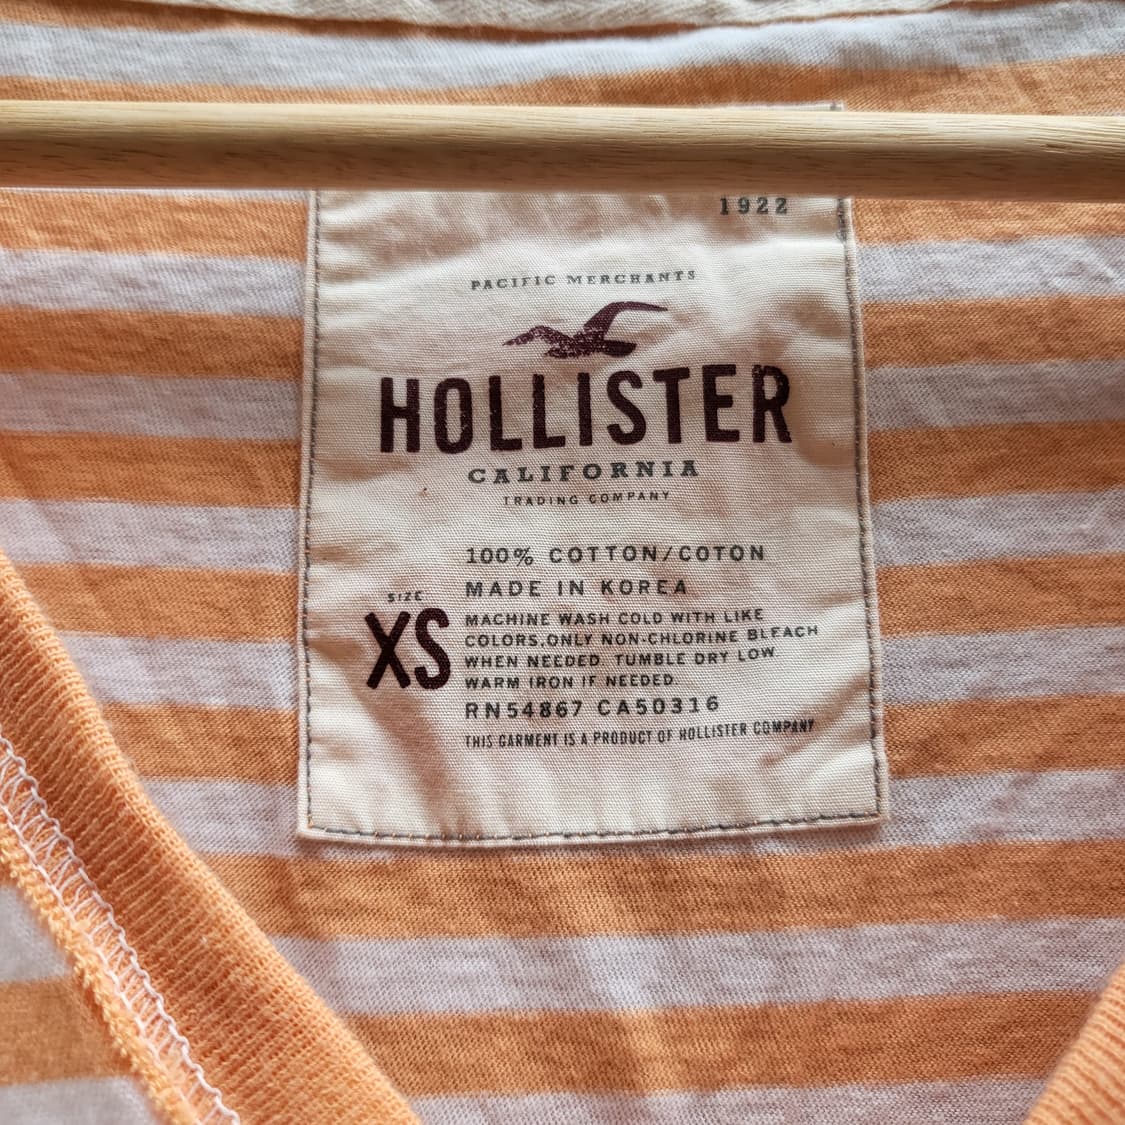 1922
PACIFIC MERCHANTS
HOLLISTER
CALIFORNIA
TRADING COMPANY
100% COTTON/COTON
MADE IN KOREA
SIZE
XS
MACHINE WASH COLD WITH LIKE
COLORS,ONLY NON-CHLORINE BLEACH
WHEN NEEDED. TUMBLE DRY LOW
WARM IRON IF NEEDED.
RN54867 CA50316
THIS GARMENT IS A PRODUCT OF HOLLISTER COMPANY